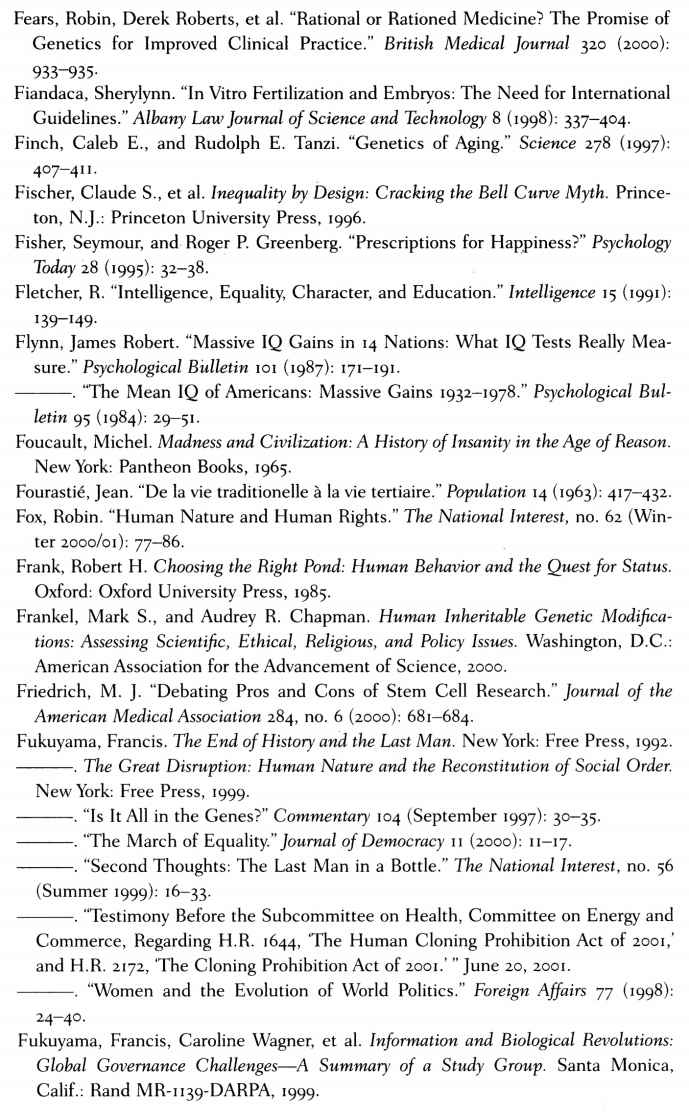 Fears, Robin, Derek Roberts, et al. “Rational or Rationed Medicine? The Promise of
Genetics for Improved Clinical Practice.” British Medical Journal 320 (2000):
933–935.
Fiandaca, Sherylynn. “In Vitro Fertilization and Embryos: The Need for International
Guidelines.” Albany Law Journal of Science and Technology 8 (1998): 337–404.
Finch, Caleb E., and Rudolph E. Tanzi. “Genetics of Aging.” Science 278 (1997):
407–411.
Fischer, Claude S., et al. Inequality by Design: Cracking the Bell Curve Myth. Prince-
ton, N.J.: Princeton University Press, 1996.
Fisher, Seymour, and Roger P. Greenberg. “Prescriptions for Happiness?” Psychology
Today 28 (1995): 32–38.
Fletcher, R. “Intelligence, Equality, Character, and Education.” Intelligence 15 (1991):
139–149.
Flynn, James Robert. “Massive IQ Gains in 14 Nations: What IQ Tests Really Mea-
sure.” Psychological Bulletin 101 (1987): 171–191.
———. “The Mean IQ of Americans: Massive Gains 1932–1978.” Psychological Bul-
letin 95 (1984): 29–51.
Foucault, Michel. Madness and Civilization: A History of Insanity in the Age of Reason.
New York: Pantheon Books, 1965.
Fourastié, Jean. “De la vie traditionelle à la vie tertiaire.” Population 14 (1963): 417–432.
Fox, Robin. “Human Nature and Human Rights.” The National Interest, no. 62 (Win-
ter 2000/01): 77–86.
Frank, Robert H. Choosing the Right Pond: Human Behavior and the Quest for Status.
Oxford: Oxford University Press, 1985.
Frankel, Mark S., and Audrey R. Chapman. Human Inheritable Genetic Modifica-
tions: Assessing Scientific, Ethical, Religious, and Policy Issues. Washington, D.C.:
American Association for the Advancement of Science, 2000.
Friedrich, M. J. “Debating Pros and Cons of Stem Cell Research.” Journal of the
American Medical Association 284, no. 6 (2000): 681–684.
Fukuyama, Francis. The End of History and the Last Man. New York: Free Press, 1992.
———. The Great Disruption: Human Nature and the Reconstitution of Social Order.
New York: Free Press, 1999.
———. “Is It All in the Genes?” Commentary 104 (September 1997): 30–35.
———. “The March of Equality.” Journal of Democracy 11 (2000): 11–17.
———. “Second Thoughts: The Last Man in a Bottle.” The National Interest, no. 56
(Summer 1999): 16–33.
———. “Testimony Before the Subcommittee on Health, Committee on Energy and
Commerce, Regarding H.R. 1644, ‘The Human Cloning Prohibition Act of 2001,’
and H.R. 2172, ‘The Cloning Prohibition Act of 2001.’ ” June 20, 2001.
———. “Women and the Evolution of World Politics.” Foreign Affairs 77 (1998):
24–40.
Fukuyama, Francis, Caroline Wagner, et al. Information and Biological Revolutions:
Global Governance Challenges—A Summary of a Study Group. Santa Monica,
Calif.: Rand MR-1139-DARPA, 1999.